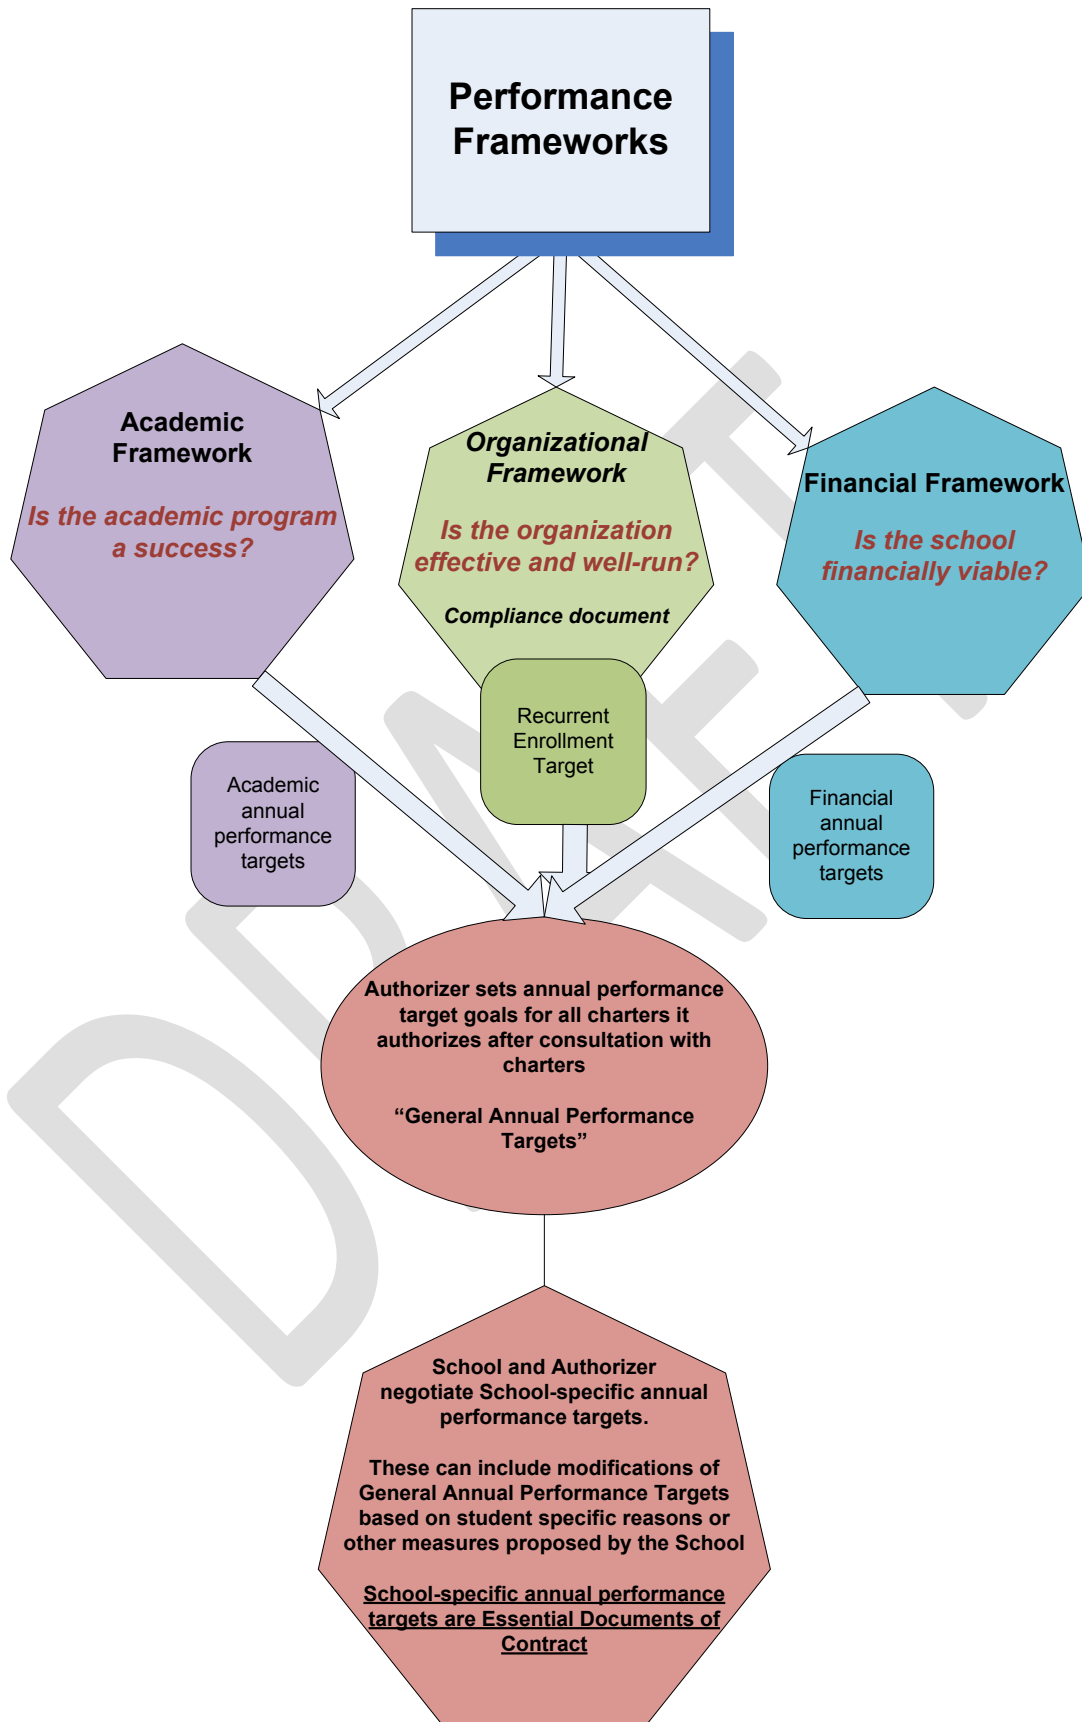 Performance
Frameworks
Academic
Framework
Is the academic program
a success?
Organizational
Framework
Is the organization
effective and well-run?
Compliance document
Financial Framework
Is the school
financially viable?
Recurrent
Enrollment
Target
Academic
annual
performance
targets
Financial
annual
performance
targets
Authorizer sets annual performance
target goals for all charters it
authorizes after consultation with
charters
“General Annual Performance
Targets”
School and Authorizer
negotiate School-specific annual
performance targets.
These can include modifications of
General Annual Performance Targets
based on student specific reasons or
other measures proposed by the School
School-specific annual performance
targets are Essential Documents of
Contract
DRAFT